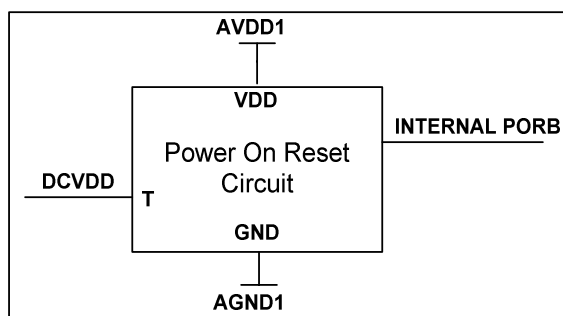 AVDD1
VDD
INTERNAL PORB
Power On Reset
Circuit
DCVDD
T
GND
AGND1